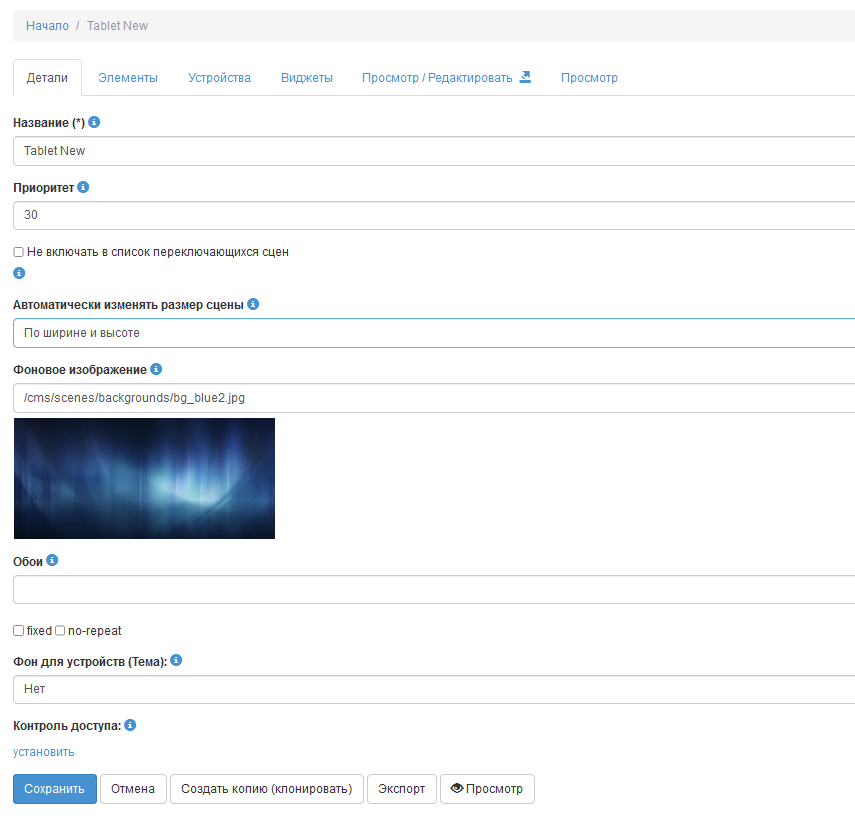 Начало / Tablet New
Детали Элементы Устройства Виджеты Просмотр / Редактировать Просмотр
Название (*)
Tablet New
Приоритет
30
Не включать в список переключающихся сцен
Автоматически изменять размер сцены
По ширине и высоте
Фоновое изображение
/cms/scenes/backgrounds/bg_blue2.jpg
Обои
fixed no-repeat
Фон для устройств (Тема):
Нет
Контроль доступа:
установить
Сохранить Отмена Создать копию (клонировать) Экспорт Просмотр